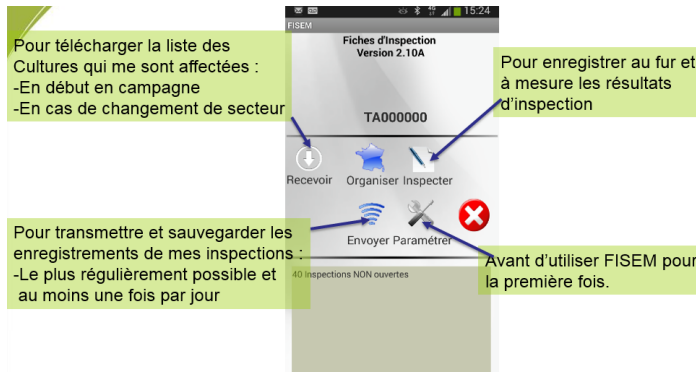 15:24
FISEM
Fiches d'Inspection
Version 2.10A
TA000000
Pour télécharger la liste des
Cultures qui me sont affectées :
-En début en campagne
-En cas de changement de secteur
Pour enregistrer au fur et
à mesure les résultats
d'inspection
Recevoir Organiser Inspecter
Envoyer Paramétrer
Pour transmettre et sauvegarder les
enregistrements de mes inspections :
-Le plus régulièrement possible et
au moins une fois par jour
Avant d'utiliser FISEM pour
la première fois.
40 Inspections NON ouvertes